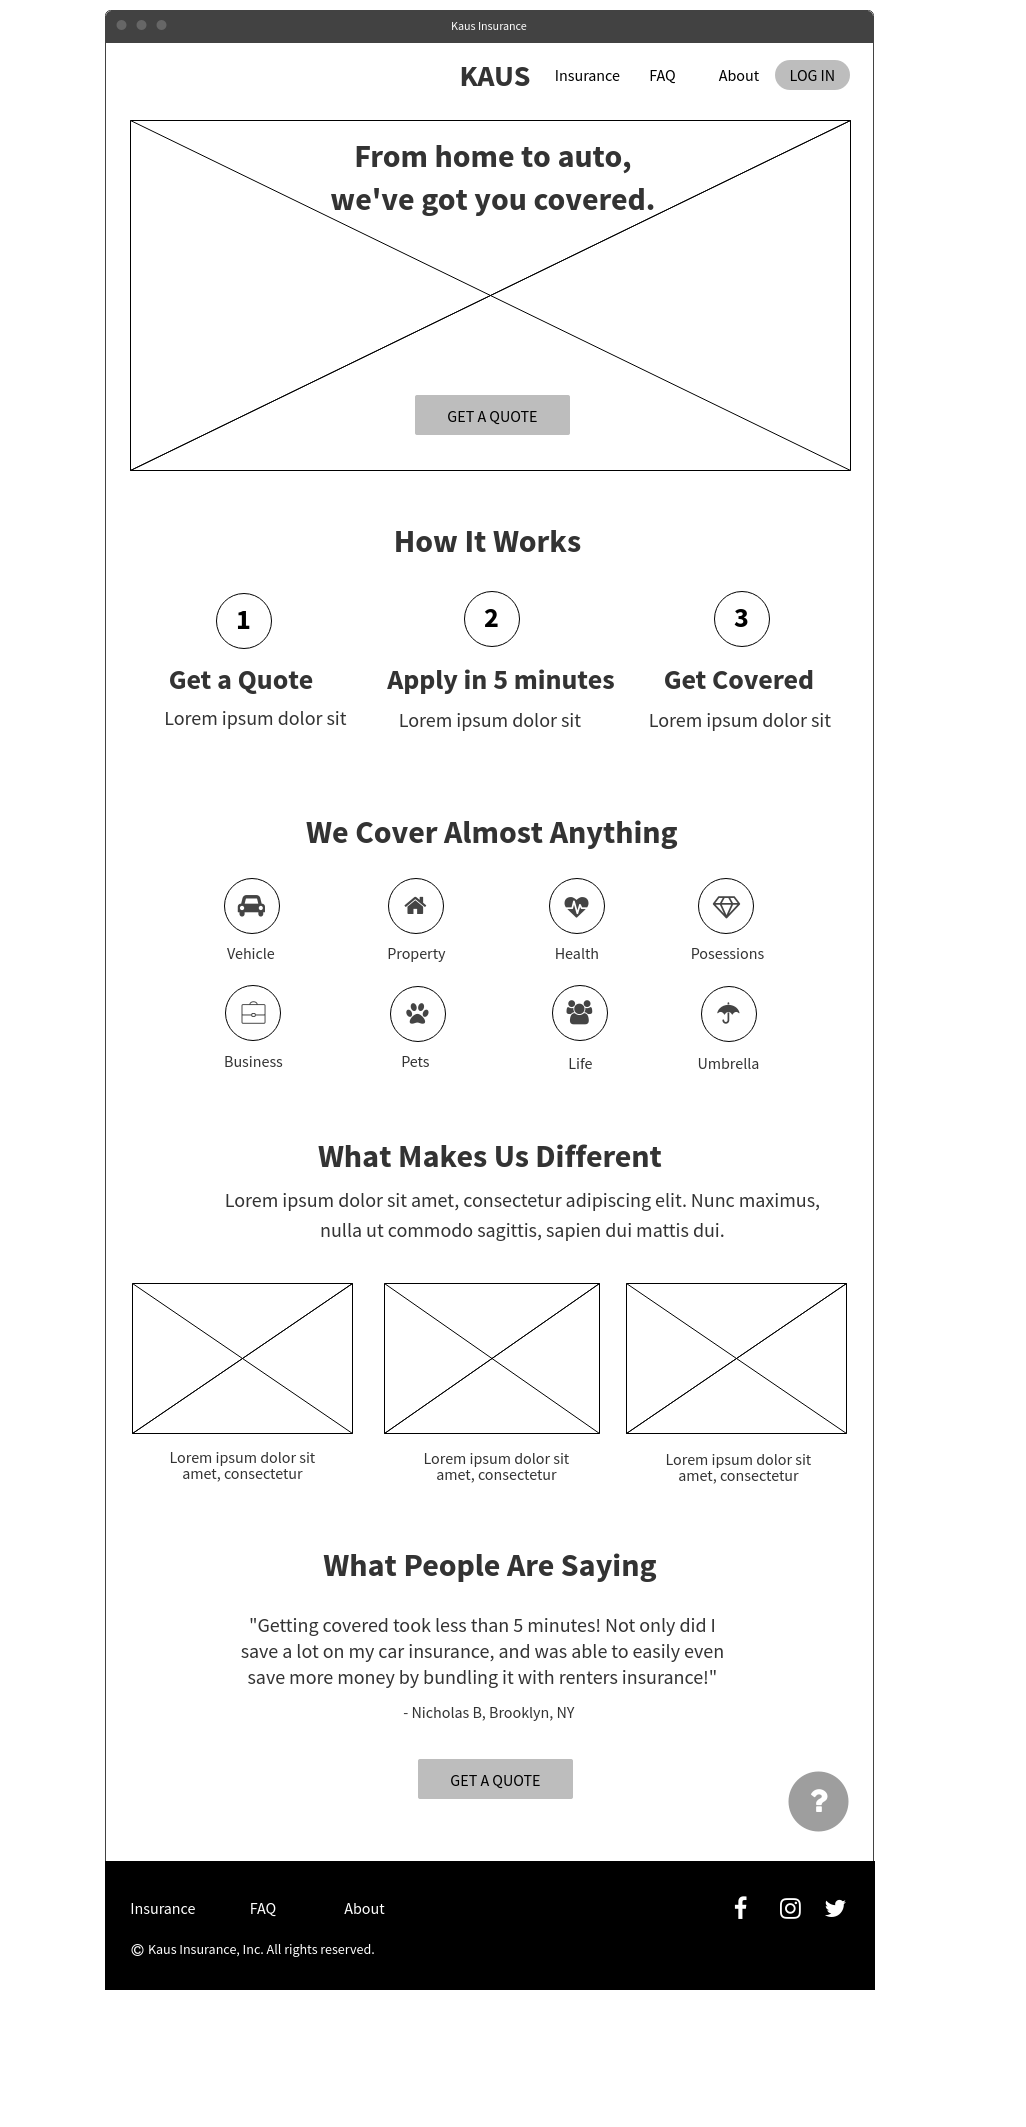 Kaus Insurance
KAUS Insurance FAQ About LOG IN
From home to auto,
we've got you covered.
GET A QUOTE
How It Works
1 2 3
Get a Quote Apply in 5 minutes Get Covered
Lorem ipsum dolor sit Lorem ipsum dolor sit Lorem ipsum dolor sit
We Cover Almost Anything
Vehicle Property Health Posessions
Business Pets Life Umbrella
What Makes Us Different
Lorem ipsum dolor sit amet, consectetur adipiscing elit. Nunc maximus,
nulla ut commodo sagittis, sapien dui mattis dui.
Lorem ipsum dolor sit
amet, consectetur
Lorem ipsum dolor sit
amet, consectetur
Lorem ipsum dolor sit
amet, consectetur
What People Are Saying
"Getting covered took less than 5 minutes! Not only did I
save a lot on my car insurance, and was able to easily even
save more money by bundling it with renters insurance!"
- Nicholas B, Brooklyn, NY
GET A QUOTE
?
Insurance FAQ About
© Kaus Insurance, Inc. All rights reserved.